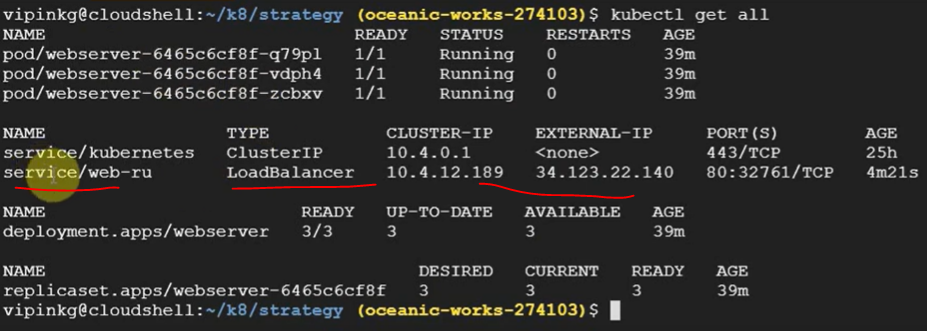 vipinkg@cloudshell:~/k8/strategy (oceanic-works-274103)$ kubectl get all
NAME READY STATUS RESTARTS AGE
pod/webserver-6465c6cf8f-q79pl 1/1 Running 0 39m
pod/webserver-6465c6cf8f-vdph4 1/1 Running 0 39m
pod/webserver-6465c6cf8f-zcbxv 1/1 Running 0 39m
NAME TYPE CLUSTER-IP EXTERNAL-IP PORT(S) AGE
service/kubernetes ClusterIP 10.4.0.1 <none> 443/TCP 25h
service/web-ru LoadBalancer 10.4.12.189 34.123.22.140 80:32761/TCP 4m21s
NAME READY UP-TO-DATE AVAILABLE AGE
deployment.apps/webserver 3/3 3 3 39m
NAME DESIRED CURRENT READY AGE
replicaset.apps/webserver-6465c6cf8f 3 3 3 39m
vipinkg@cloudshell:~/k8/strategy (oceanic-works-274103)$